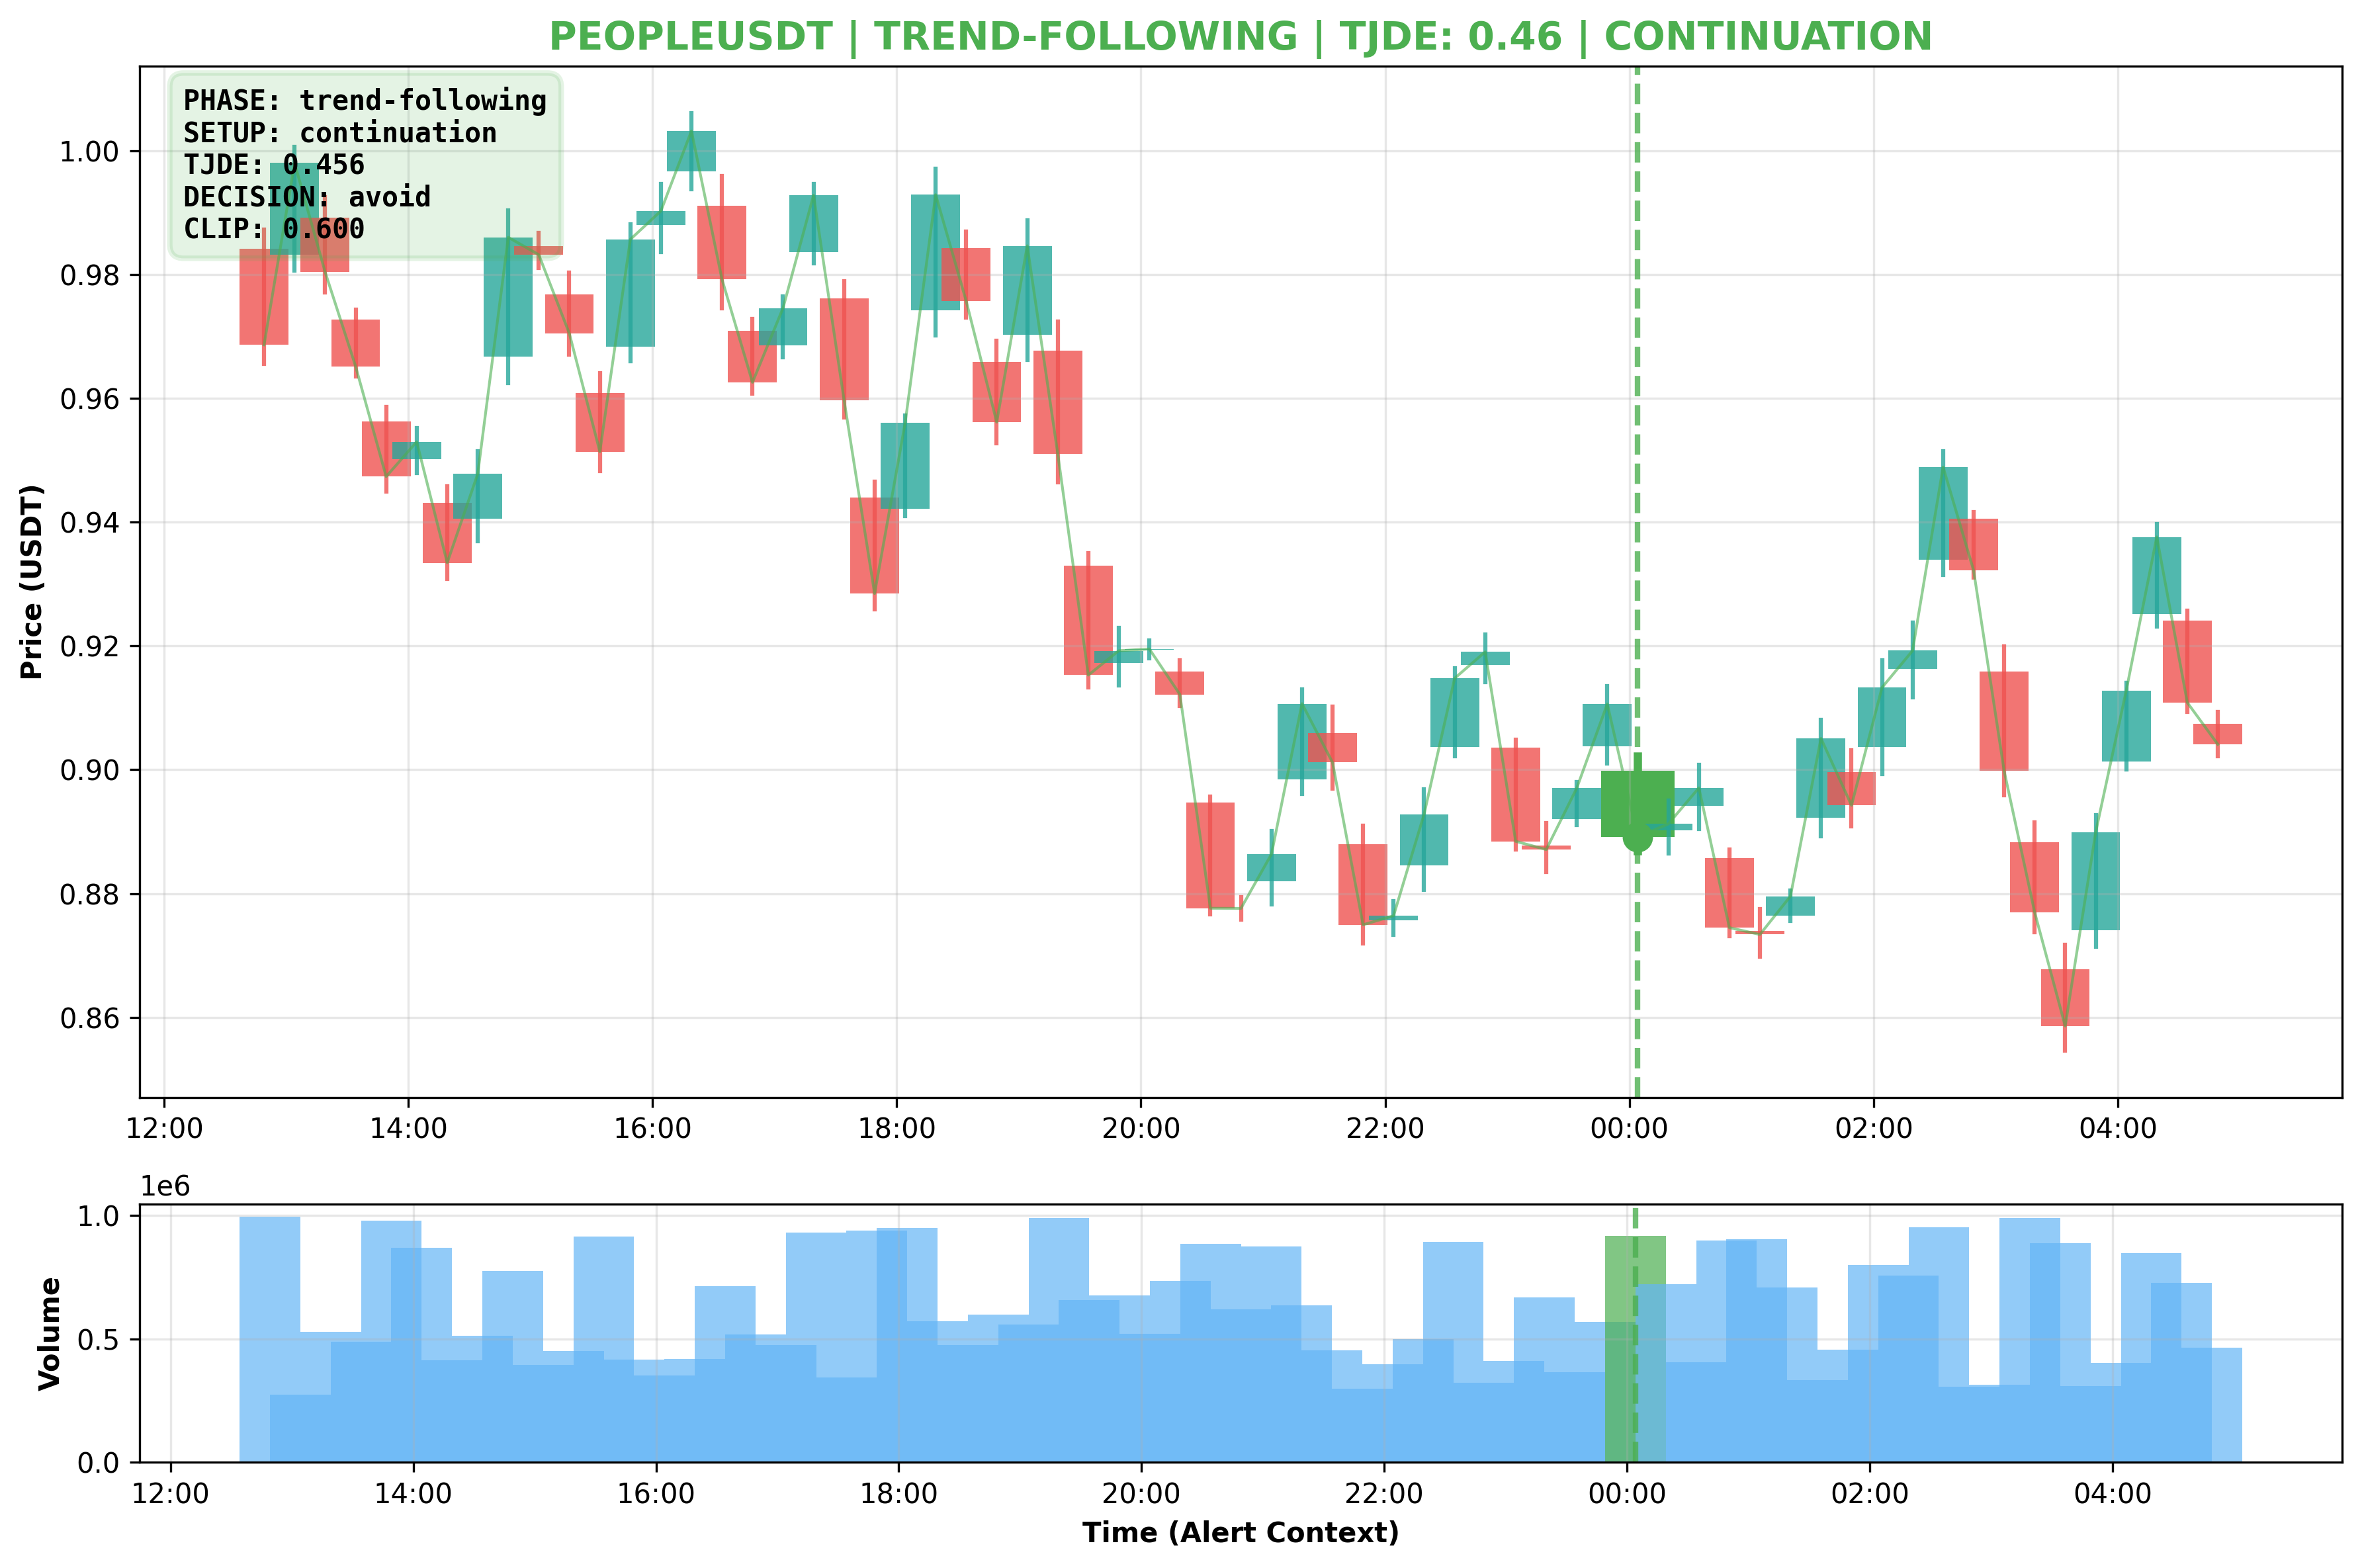 PEOPLEUSDT | TREND-FOLLOWING | TJDE: 0.46 | CONTINUATION
PHASE: trend-following
SETUP: continuation
TJDE: 0.456
DECISION: avoid
CLIP: 0.600
Price (USDT)
1.00
0.98
0.96
0.94
0.92
0.90
0.88
0.86
12:00 14:00 16:00 18:00 20:00 22:00 00:00 02:00 04:00
1e6
Volume
1.0
0.5
0.0
12:00 14:00 16:00 18:00 20:00 22:00 00:00 02:00 04:00
Time (Alert Context)